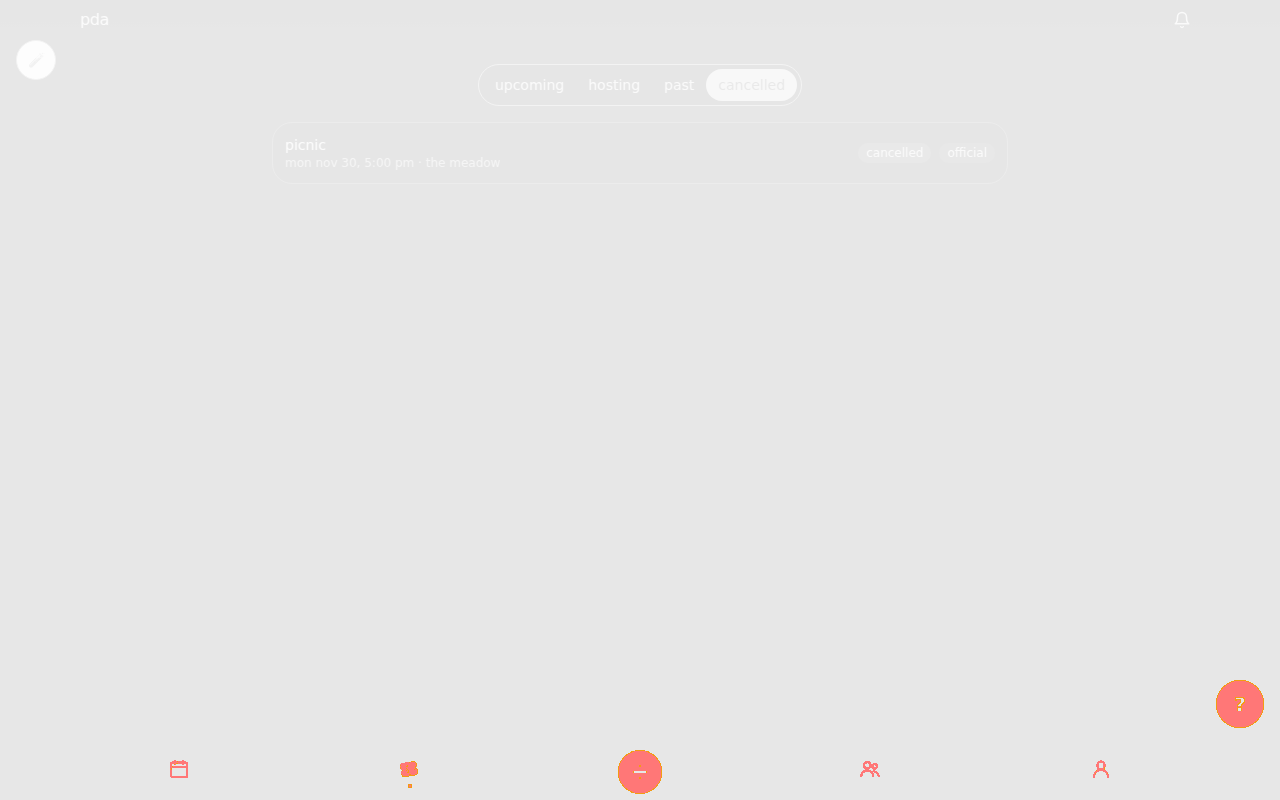 pda
upcoming hosting past cancelled
picnic
mon nov 30, 5:00 pm · the meadow
cancelled official
?